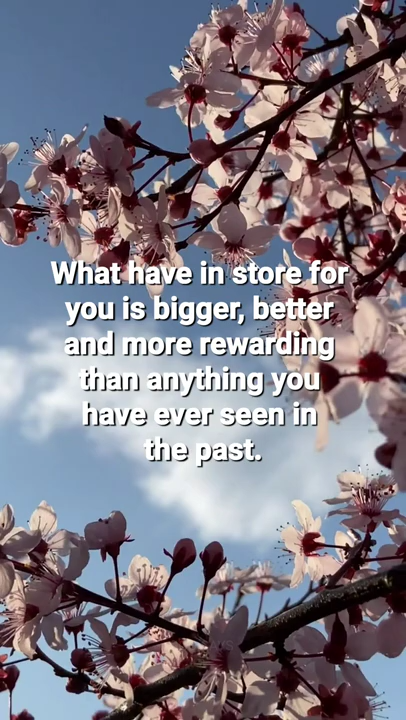 What have in store for
you is bigger, better
and more rewarding
than anything you
have ever seen in
the past.